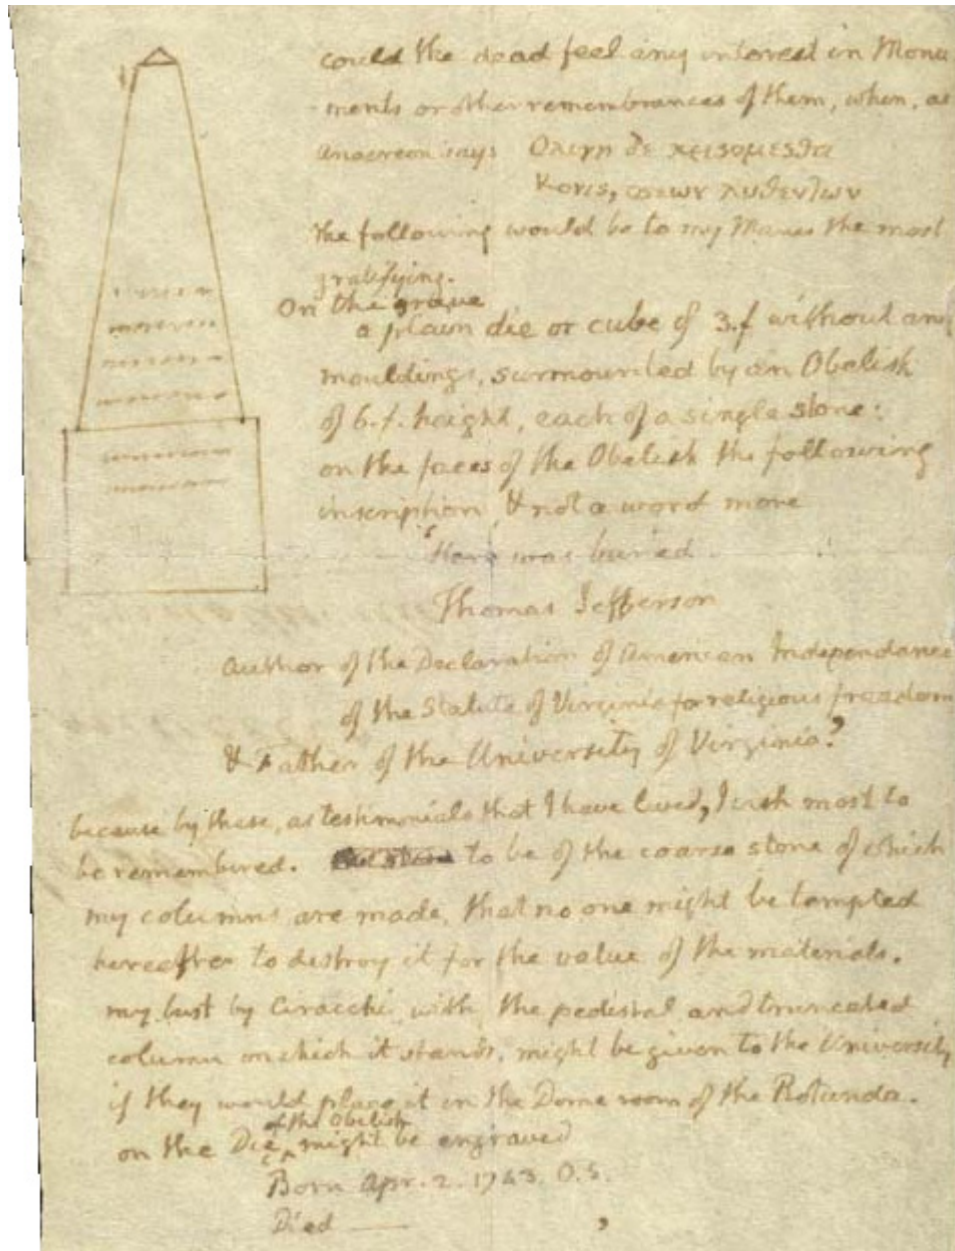 could the dead feel any interest in Monu
-ments or other remembrances of them, when, as
Anacreon says Ολιγη δε κεισομεσθα
Κονις, οστεων λυθεντων
the following would be to my Manes the most
gratifying.
On the grave
a plain die or cube of 3.f without any
mouldings, surmounted by an Obelisk
of 6.f. height, each of a single stone:
on the faces of the Obelisk the following
inscription, & not a word more
'Here was buried
Thomas Jefferson
Author of the Declaration of American Independance
of the Statute of Virginia for religious freedom
& Father of the University of Virginia.'
because by these, as testimonials that I have lived, I wish most to
be remembered. to be of the coarse stone of which
my columns are made, that no one might be tempted
hereafter to destroy it for the value of the materials.
my bust by Ciracchi, with the pedestal and truncated
column on which it stands, might be given to the University
if they would place it in the Dome room of the Rotunda.
of the Obelisk
on the Die ^ might be engraved
Born Apr. 2. 1743. O.S.
Died ——